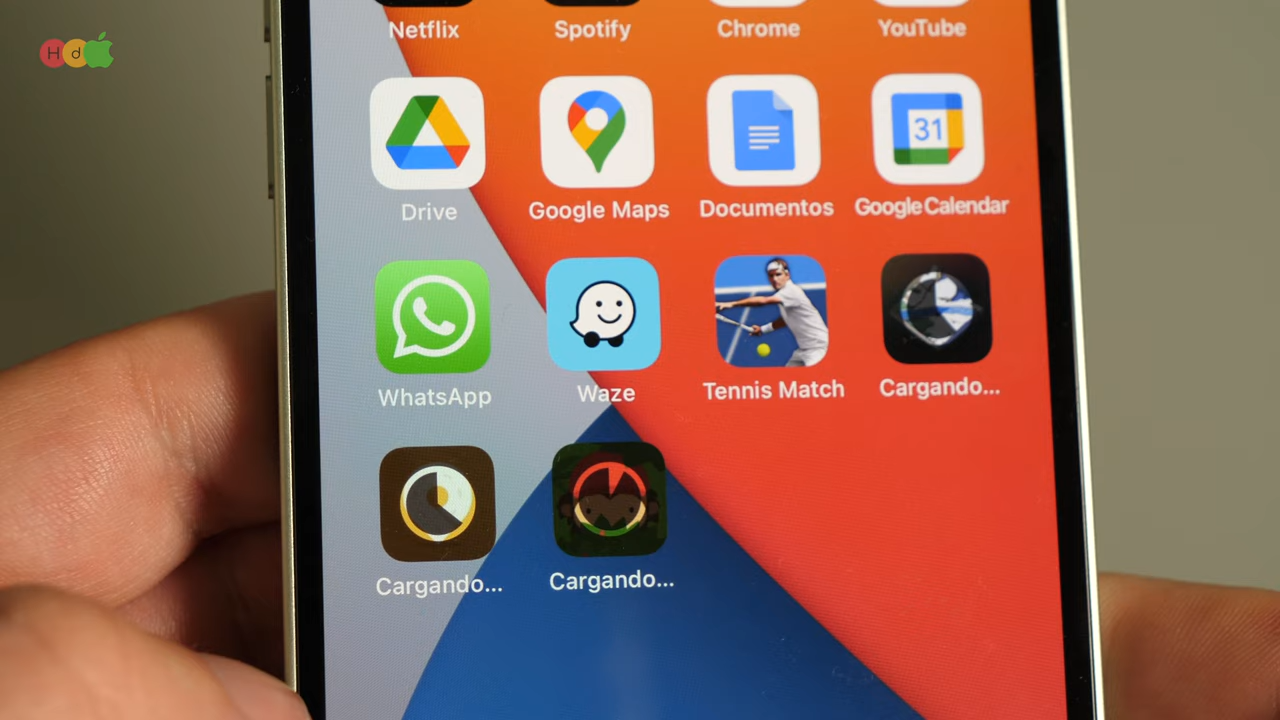 Netflix Spotify Chrome YouTube
H d
31
Drive Google Maps Documentos Google Calendar
WhatsApp Waze Tennis Match Cargando...
Cargando... Cargando...